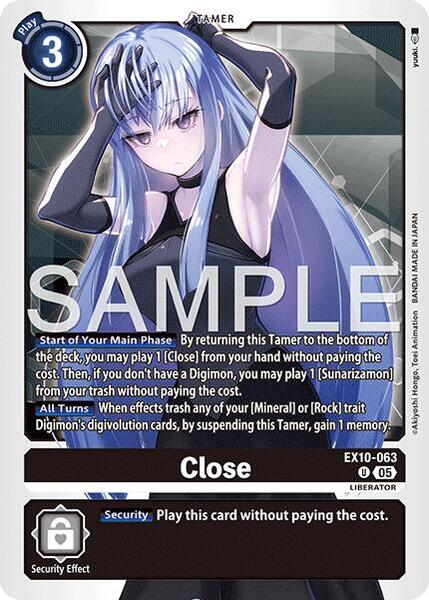 Play
3
TAMER
yuuki.
SAMPLE
Start of Your Main Phase By returning this Tamer to the bottom of
the deck, you may play 1 [Close] from your hand without paying the
cost. Then, if you don't have a Digimon, you may play 1 [Sunarizamon]
from your trash without paying the cost.
All Turns When effects trash any of your [Mineral] or [Rock] trait
Digimon's digivolution cards, by suspending this Tamer, gain 1 memory.
©Akiyoshi Hongo, Toei Animation BANDAI MADE IN JAPAN
Close
EX10-063
U 05
LIBERATOR
Security Play this card without paying the cost.
Security Effect